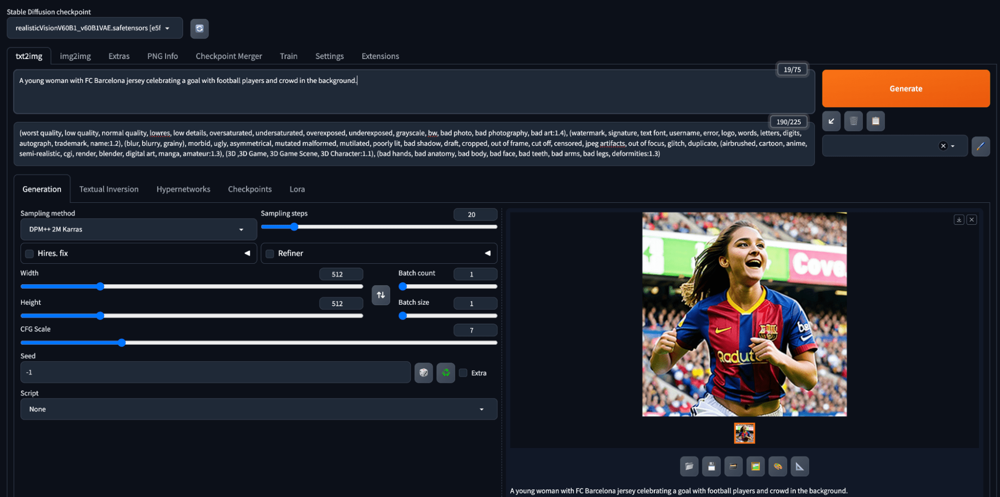 Stable Diffusion checkpoint
realisticVisionV60B1_v60B1VAE.safetensors [e5f
txt2img img2img Extras PNG Info Checkpoint Merger Train Settings Extensions
19/75
A young woman with FC Barcelona jersey celebrating a goal with football players and crowd in the background.
Generate
190/225
(worst quality, low quality, normal quality, lowres, low details, oversaturated, undersaturated, overexposed, underexposed, grayscale, bw, bad photo, bad photography, bad art:1.4), (watermark, signature, text font, username, error, logo, words, letters, digits,
autograph, trademark, name:1.2), (blur, blurry, grainy), morbid, ugly, asymmetrical, mutated malformed, mutilated, poorly lit, bad shadow, draft, cropped, out of frame, cut off, censored, jpeg artifacts, out of focus, glitch, duplicate, (airbrushed, cartoon, anime,
semi-realistic, cgi, render, blender, digital art, manga, amateur:1.3), (3D ,3D Game, 3D Game Scene, 3D Character:1.1), (bad hands, bad anatomy, bad body, bad face, bad teeth, bad arms, bad legs, deformities:1.3)
Generation Textual Inversion Hypernetworks Checkpoints Lora
Sampling method
DPM++ 2M Karras
Sampling steps
20
Hires. fix
Refiner
Width
512
Batch count
1
Height
512
Batch size
1
CFG Scale
7
Seed
-1
Extra
Script
None
Cove
be
FCB
A young woman with FC Barcelona jersey celebrating a goal with football players and crowd in the background.